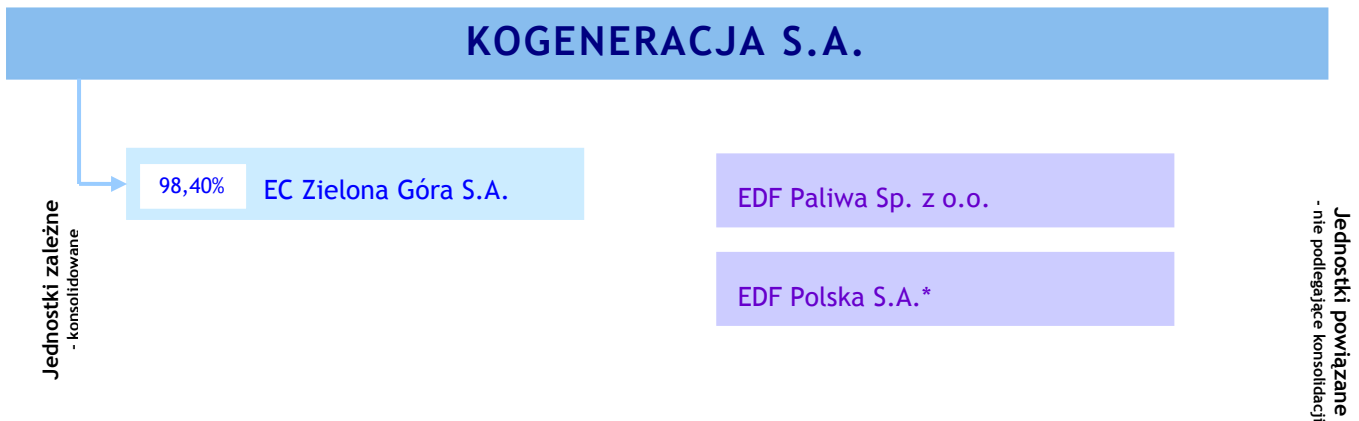 KOGENERACJA S.A.
98,40%
EC Zielona Góra S.A.
EDF Paliwa Sp. z o.o.
EDF Polska S.A.*
Jednostki zależne
- konsolidowane
Jednostki powiązane
- nie podlegające konsolidacji